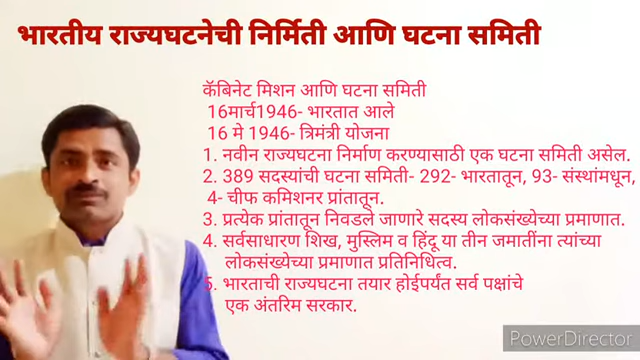 भारतीय राज्यघटनेची निर्मिती आणि घटना समिती
कॅबिनेट मिशन आणि घटना समिती
16मार्च1946- भारतात आले
16 मे 1946- त्रिमंत्री योजना
1. नवीन राज्यघटना निर्माण करण्यासाठी एक घटना समिती असेल.
2. 389 सदस्यांची घटना समिती- 292- भारतातून, 93- संस्थांमधून,
4- चीफ कमिशनर प्रांतातून.
3. प्रत्येक प्रांतातून निवडले जाणारे सदस्य लोकसंख्येच्या प्रमाणात.
4. सर्वसाधारण शिख, मुस्लिम व हिंदू या तीन जमातींना त्यांच्या
लोकसंख्येच्या प्रमाणात प्रतिनिधित्व.
5. भारताची राज्यघटना तयार होईपर्यंत सर्व पक्षांचे
एक अंतरिम सरकार.
PowerDirector